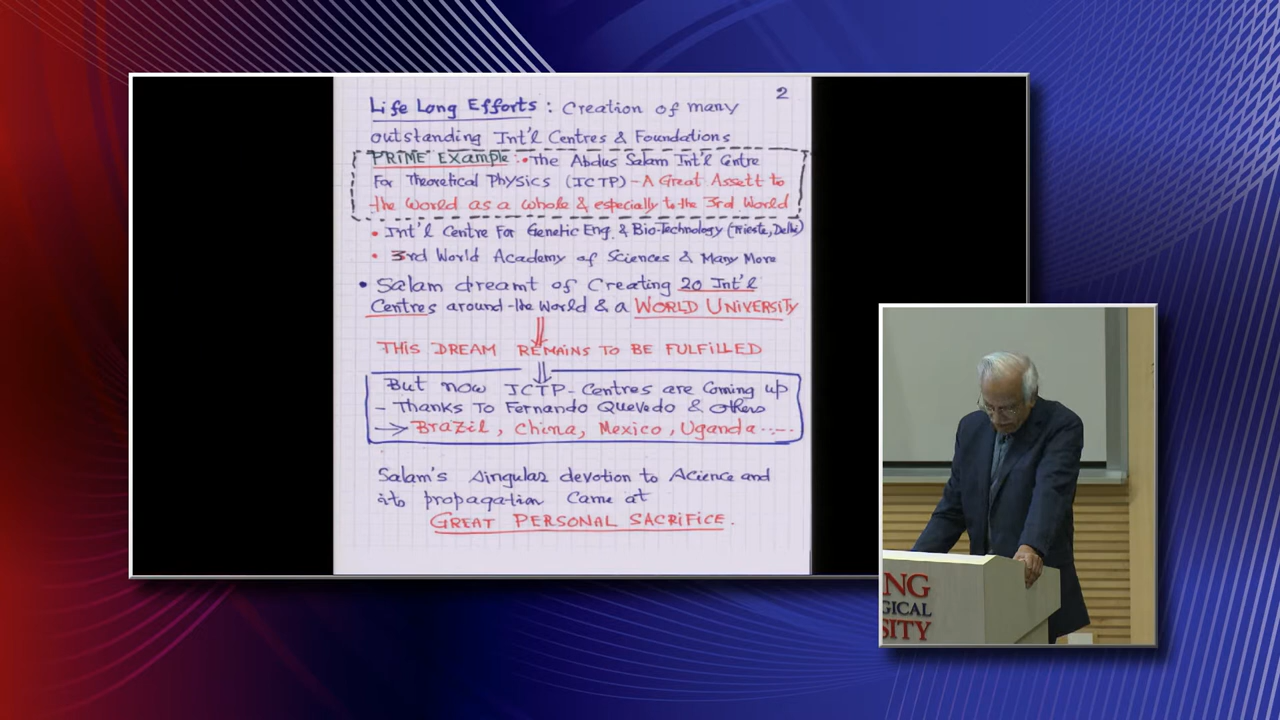 2
Life Long Efforts : Creation of many
outstanding Int'l Centres & Foundations
PRIME Example : • The Abdus Salam Int'l Centre
For Theoretical Physics (ICTP) - A Great Assett to
the World as a whole & especially to the 3rd World
• Int'l Centre For Genetic Eng. & Bio-Technology (Trieste, Delhi)
• 3rd World Academy of Sciences & Many More
• Salam dreamt of Creating 20 Int'l
Centres around the World & a WORLD UNIVERSITY
THIS DREAM REMAINS TO BE FULFILLED
But now ICTP-Centres are Coming up
- Thanks To Fernando Quevedo & others
→ Brazil, China, Mexico, Uganda .....
Salam's singular devotion to science and
its propagation Came at
GREAT PERSONAL SACRIFICE.
NG
GICAL
SITY